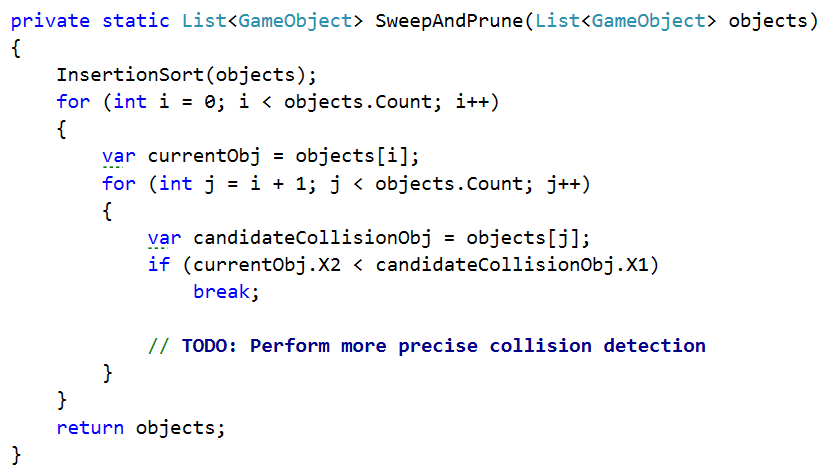 private static List<GameObject> SweepAndPrune(List<GameObject> objects)
{
    InsertionSort(objects);
    for (int i = 0; i < objects.Count; i++)
    {
        var currentObj = objects[i];
        for (int j = i + 1; j < objects.Count; j++)
        {
            var candidateCollisionObj = objects[j];
            if (currentObj.X2 < candidateCollisionObj.X1)
                break;

            // TODO: Perform more precise collision detection
        }
    }
    return objects;
}